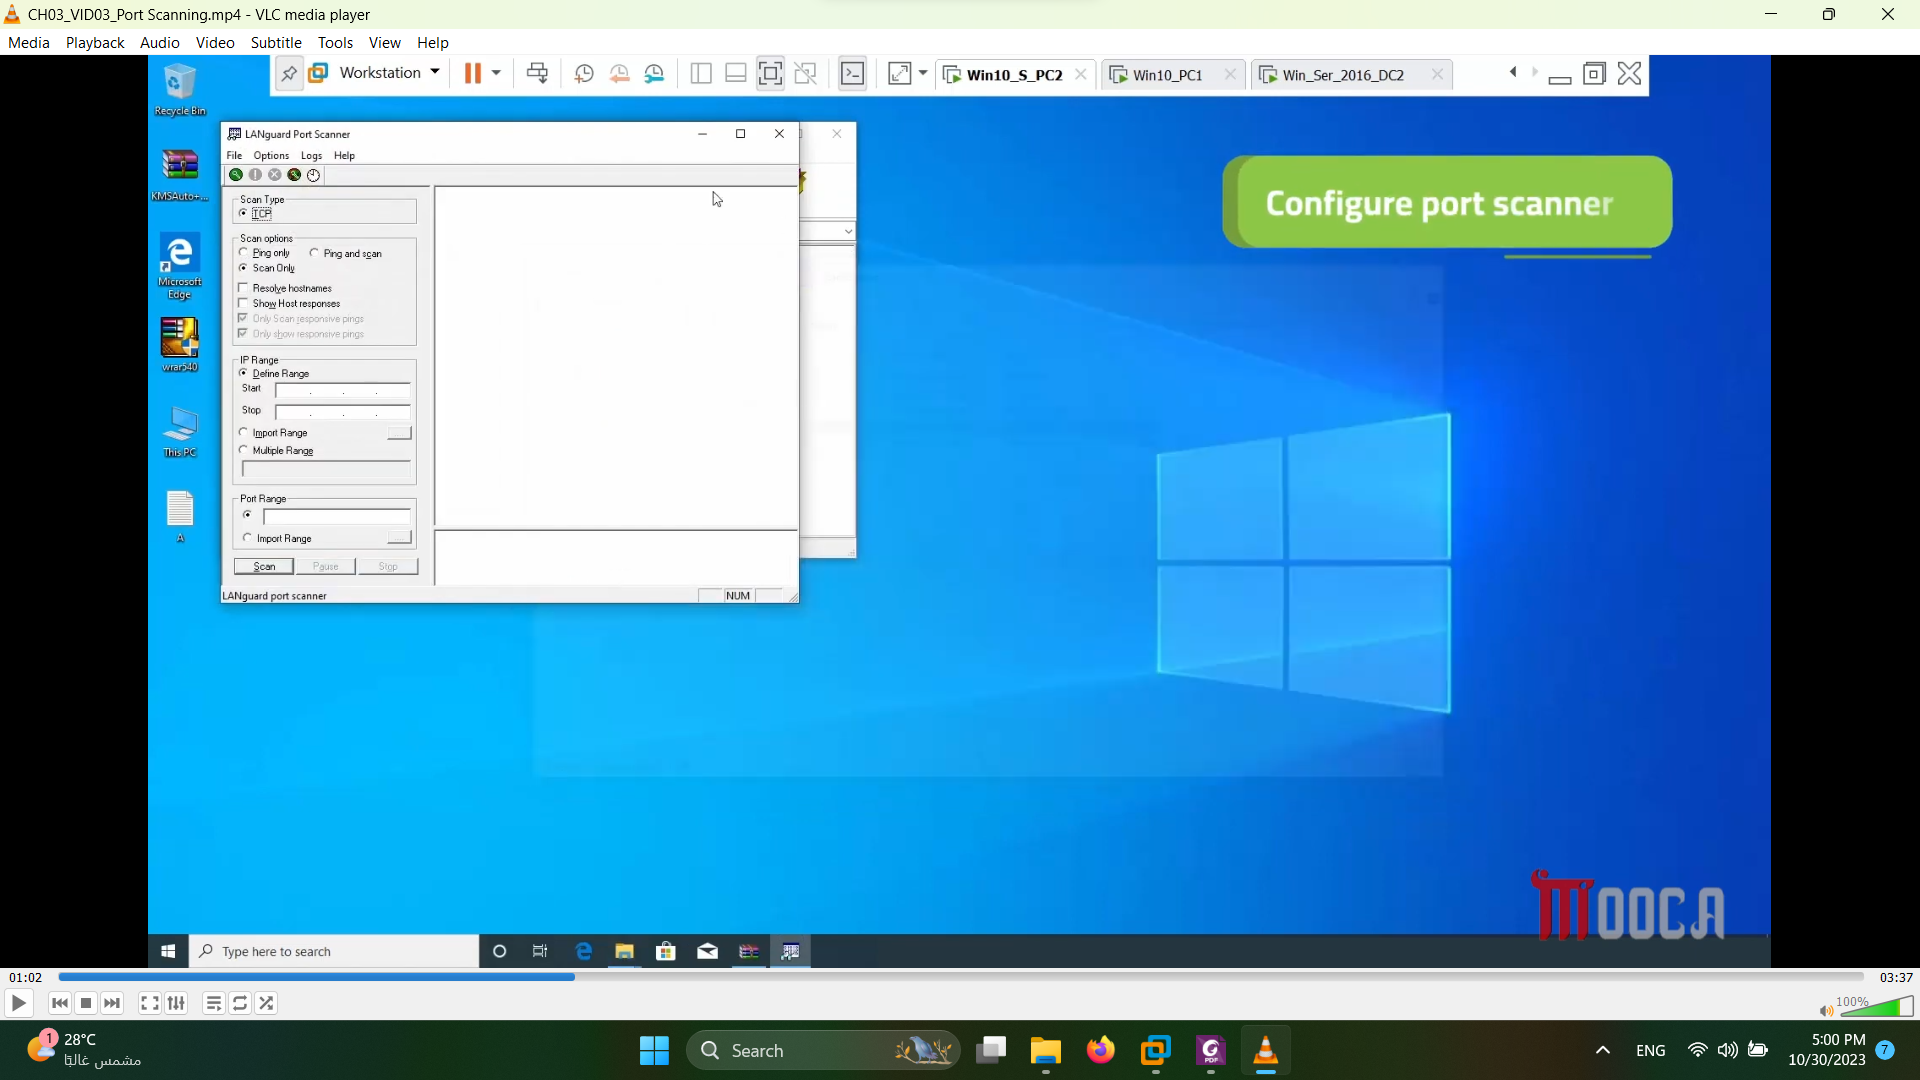 CH03_VID03_Port Scanning.mp4 - VLC media player
Media Playback Audio Video Subtitle Tools View Help
Workstation
Win10_S_PC2
Win10_PC1
Win_Ser_2016_DC2
Recycle Bin
LANguard Port Scanner
File Options Logs Help
KMSAuto+...
Configure port scanner
Scan Type
TCP
Scan options
Ping only Ping and scan
Scan Only
Resolve hostnames
Show Host responses
Only Scan responsive pings
Only show responsive pings
Microsoft
Edge
wrar540
IP Range
Define Range
Start
Stop
Import Range
Multiple Range
This PC
Port Range
Import Range
A
Scan Pause Stop
LANguard port scanner
NUM
MOOCA
Type here to search
01:02
03:37
100%
1
28°C
مشمس غالبًا
Search
PDF
ENG
5:00 PM
10/30/2023
7